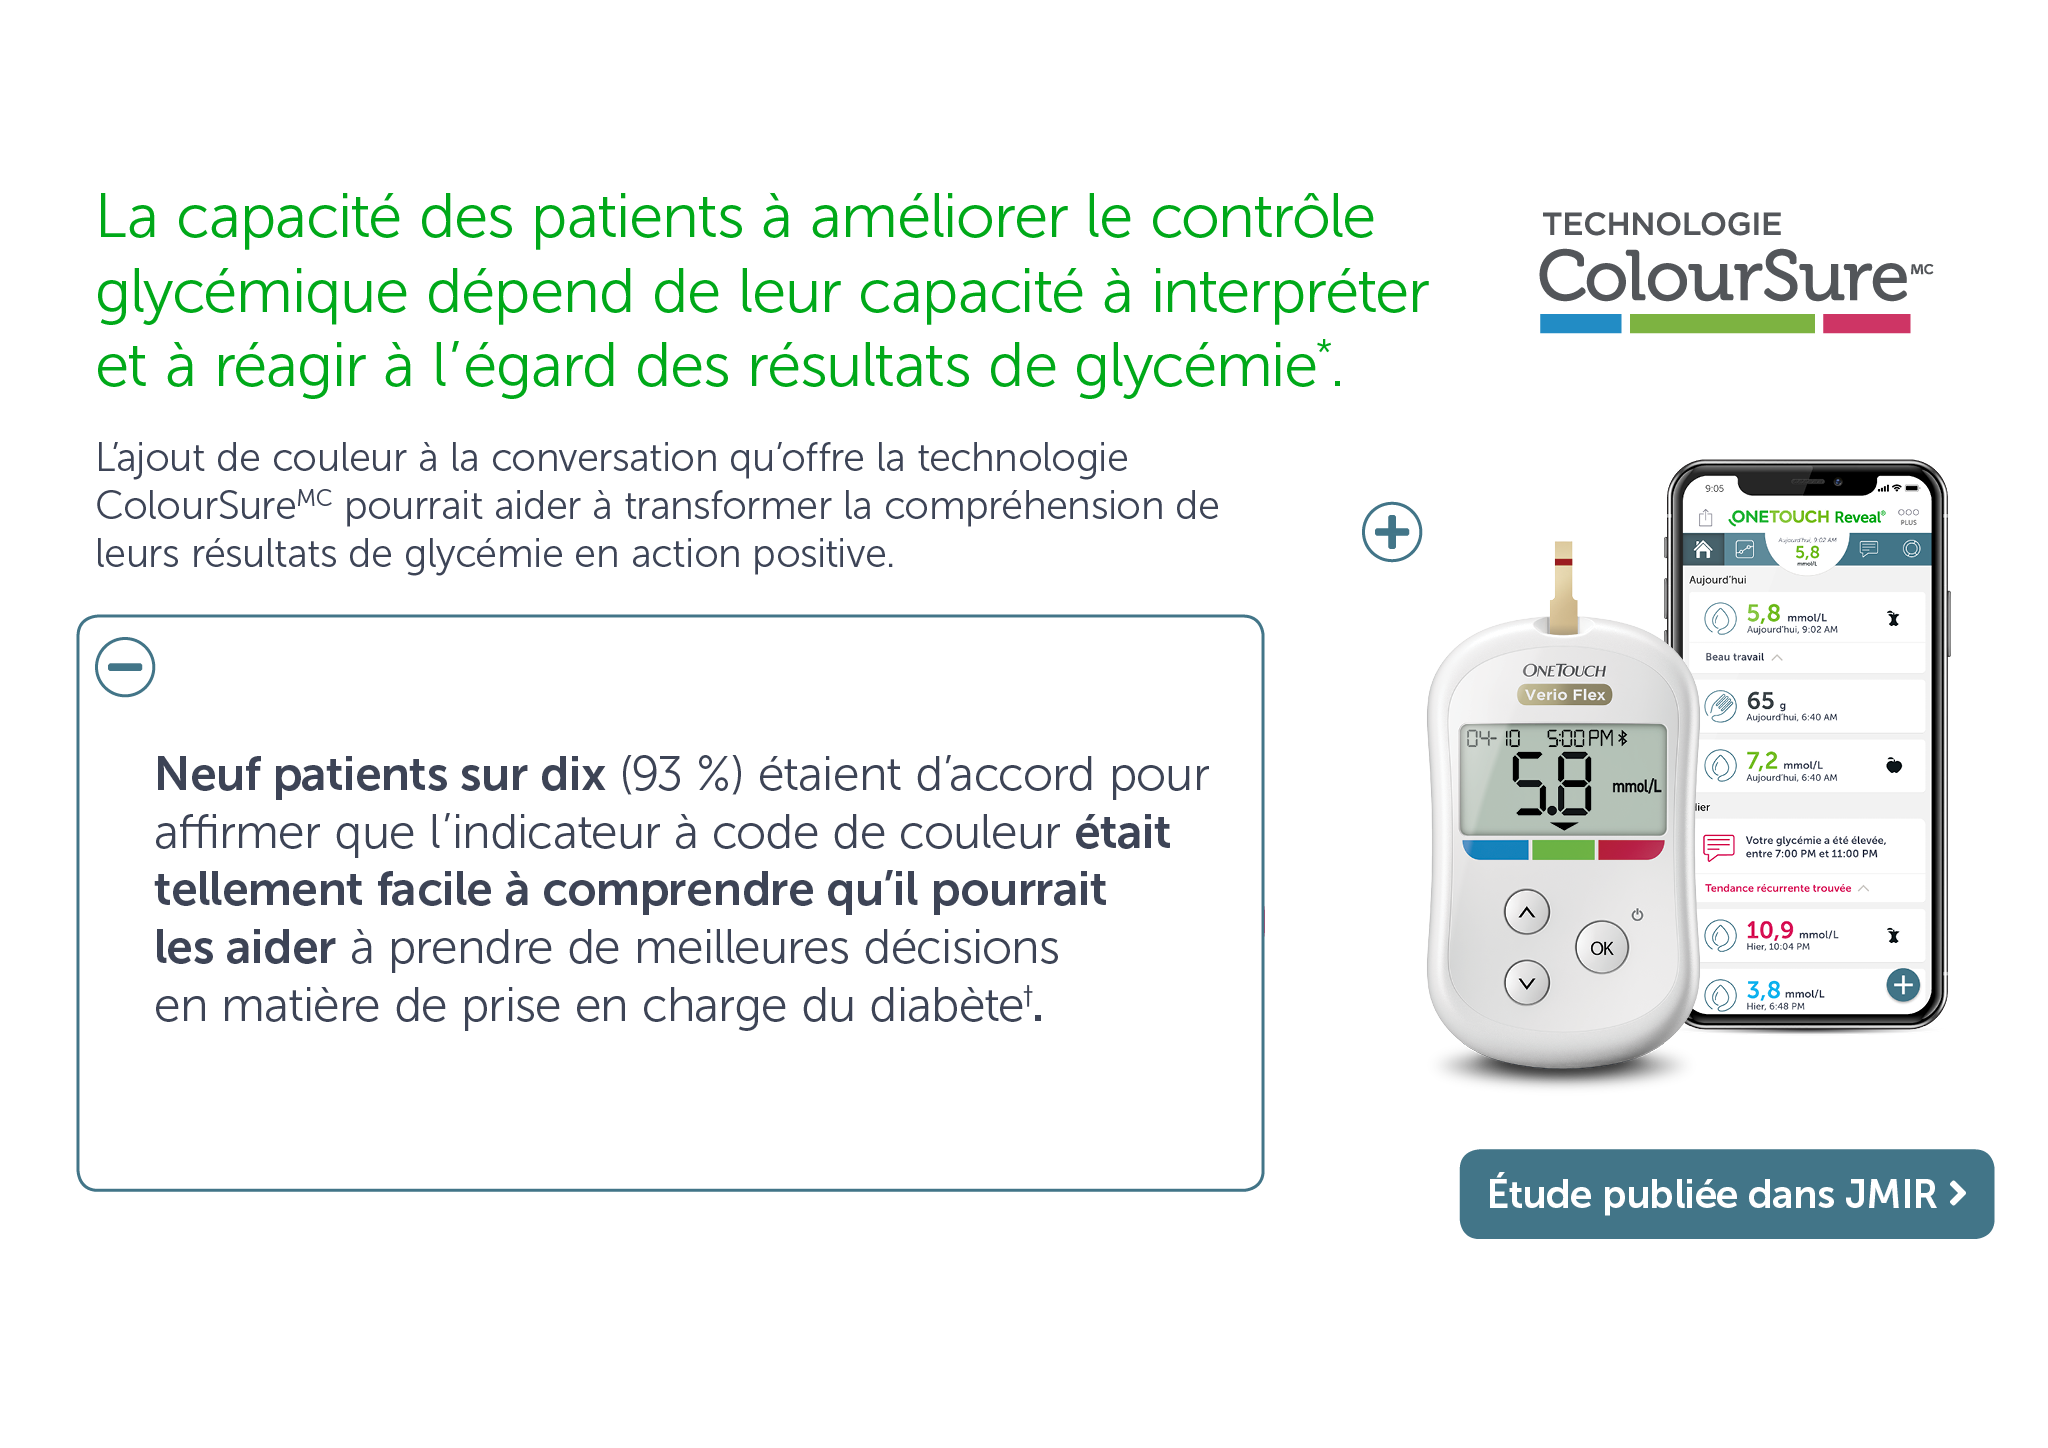 La capacité des patients à améliorer le contrôle
glycémique dépend de leur capacité à interpréter
et à réagir à l’égard des résultats de glycémie*.
TECHNOLOGIE
ColourSureMC
L’ajout de couleur à la conversation qu’offre la technologie
ColourSureMC pourrait aider à transformer la compréhension de
leurs résultats de glycémie en action positive.
Neuf patients sur dix (93 %) étaient d’accord pour
affirmer que l’indicateur à code de couleur était
tellement facile à comprendre qu’il pourrait
les aider à prendre de meilleures décisions
en matière de prise en charge du diabète†.
ONETOUCH
Verio Flex
04-10 5:00PM
5.8 mmol/L
OK
9:05
ONETOUCH Reveal®
PLUS
Aujourd'hui, 9:02 AM
5,8
mmol/L
Aujourd'hui
5,8 mmol/L
Aujourd'hui, 9:02 AM
Beau travail
65 g
Aujourd'hui, 6:40 AM
7,2 mmol/L
Aujourd'hui, 6:40 AM
lier
Votre glycémie a été élevée,
entre 7:00 PM et 11:00 PM
Tendance récurrente trouvée
10,9 mmol/L
Hier, 10:04 PM
3,8 mmol/L
Hier, 6:48 PM
Étude publiée dans JMIR >